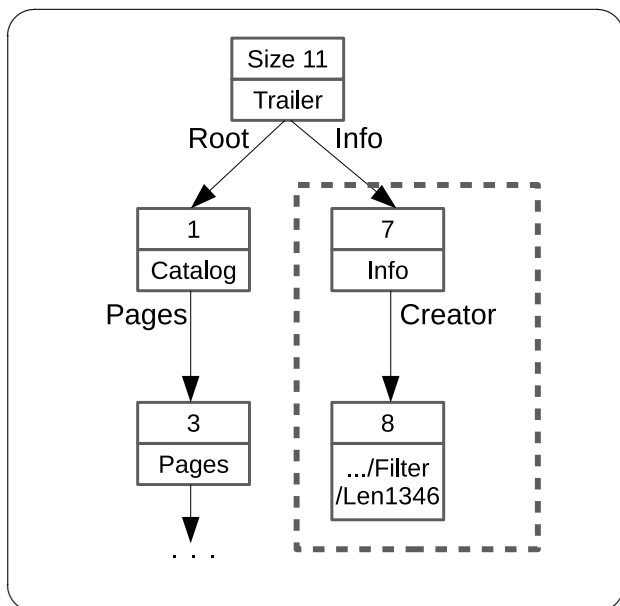 Size 11
Trailer
Root
Info
1
Catalog
7
Info
Pages
Creator
3
Pages
8
.../Filter
/Len1346
. . .